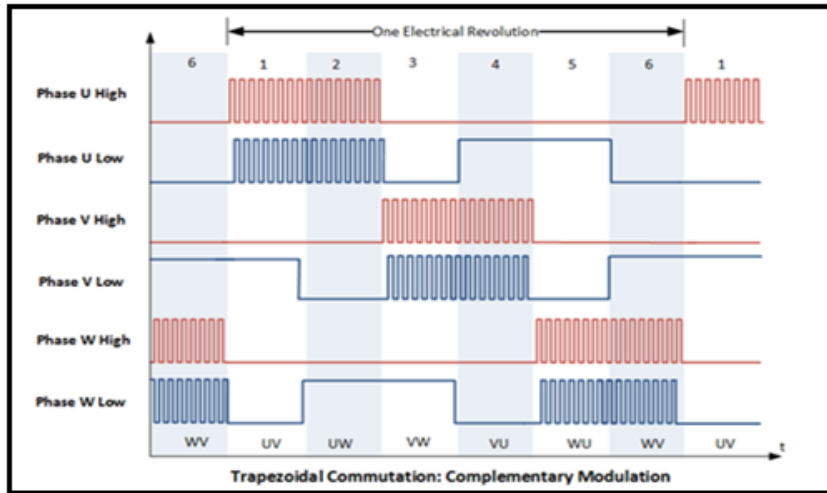 One Electrical Revolution
6 1 2 3 4 5 6 1
Phase U High
Phase U Low
Phase V High
Phase V Low
Phase W High
Phase W Low
WV UV UW VW VU WU WV UV t
Trapezoidal Commutation: Complementary Modulation